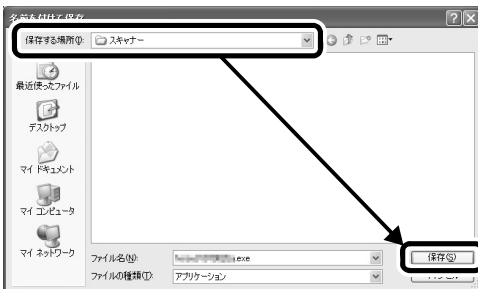 名前を付けて保存
保存する場所(I): スキャナー
最近使ったファイル
デスクトップ
マイ ドキュメント
マイ コンピュータ
マイ ネットワーク
ファイル名(N): .exe 保存(S)
ファイルの種類(T): アプリケーション